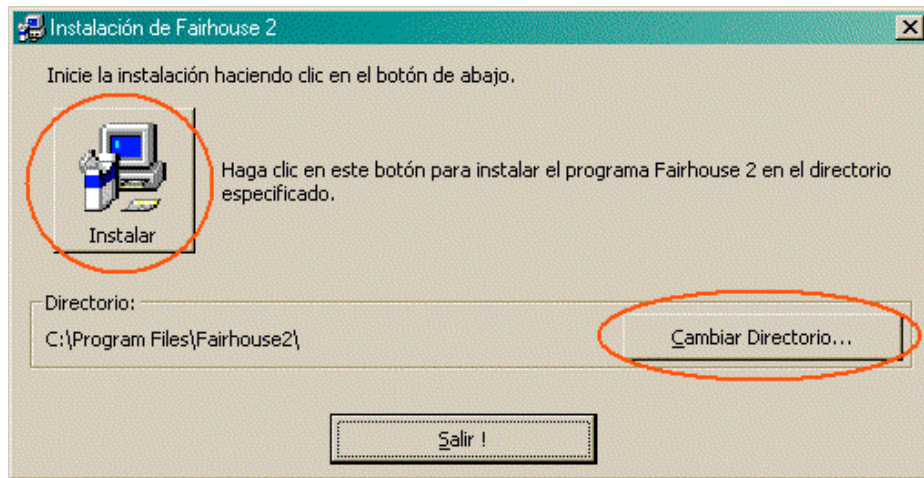 Instalación de Fairhouse 2
Inicie la instalación haciendo clic en el botón de abajo.
Haga clic en este botón para instalar el programa Fairhouse 2 en el directorio
especificado.
Instalar
Directorio:
C:\Program Files\Fairhouse2\
Cambiar Directorio...
Salir !